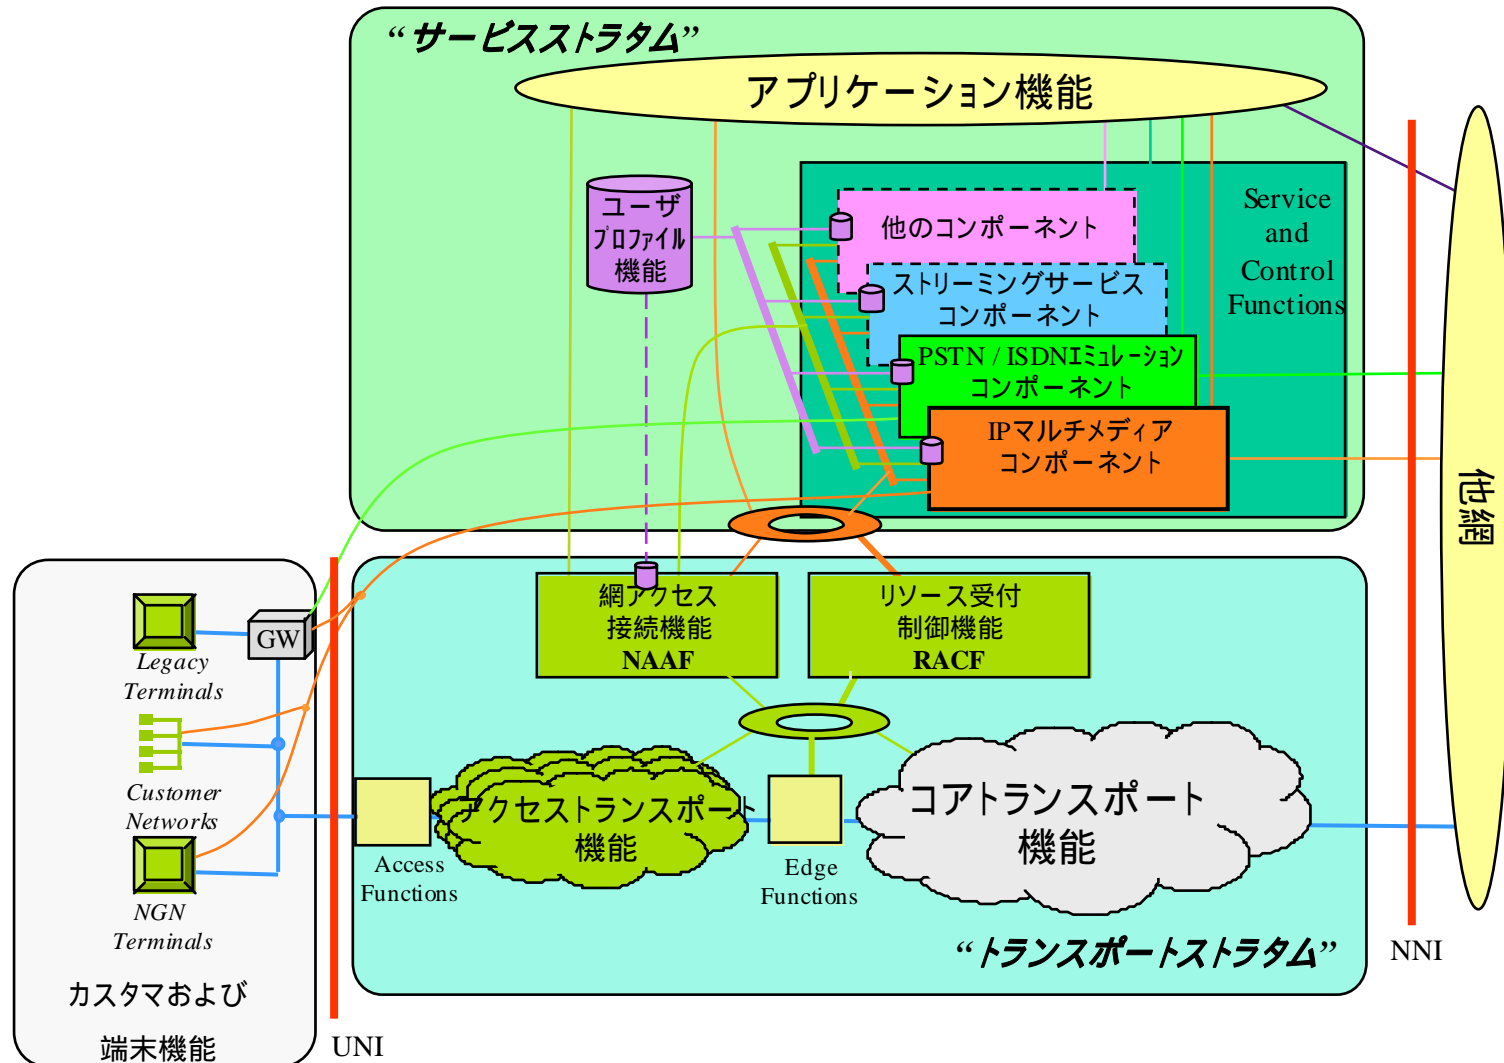 “サービスストラタム”
アプリケーション機能
ユーザ
プロファイル
機能
他のコンポーネント
ストリーミングサービス
コンポーネント
PSTN / ISDNエミュレーション
コンポーネント
IPマルチメディア
コンポーネント
Service
and
Control
Functions
他網
網アクセス
接続機能
NAAF
リソース受付
制御機能
RACF
GW
Legacy
Terminals
Customer
Networks
NGN
Terminals
カスタマおよび
端末機能
UNI
Access
Functions
アクセストランスポート
機能
Edge
Functions
コアトランスポート
機能
“トランスポートストラタム”
NNI